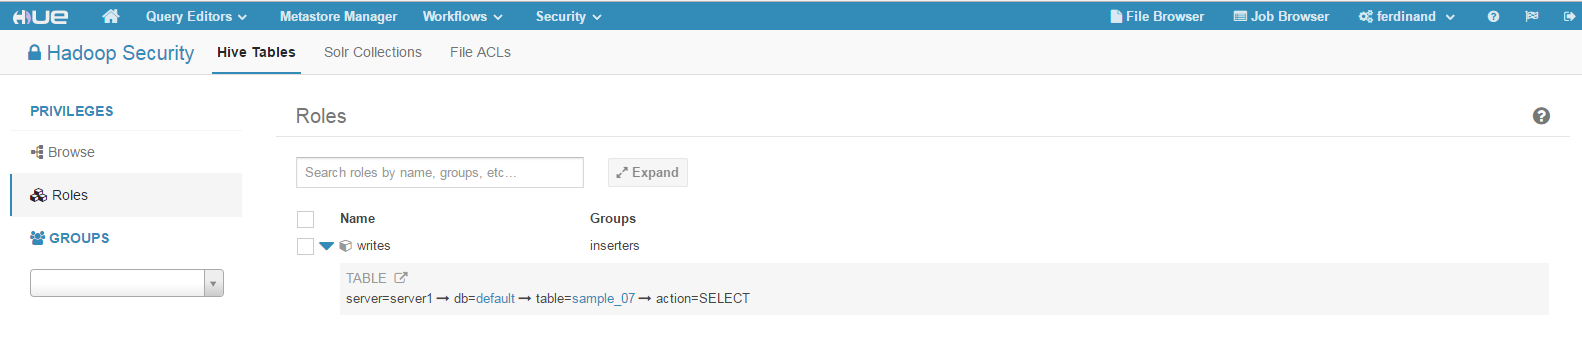 HUE Query Editors Metastore Manager Workflows Security File Browser Job Browser ferdinand
Hadoop Security Hive Tables Solr Collections File ACLs
PRIVILEGES
Browse
Roles
GROUPS
Roles
Search roles by name, groups, etc...
Expand
Name Groups
writes inserters
TABLE
server=server1 → db=default → table=sample_07 → action=SELECT